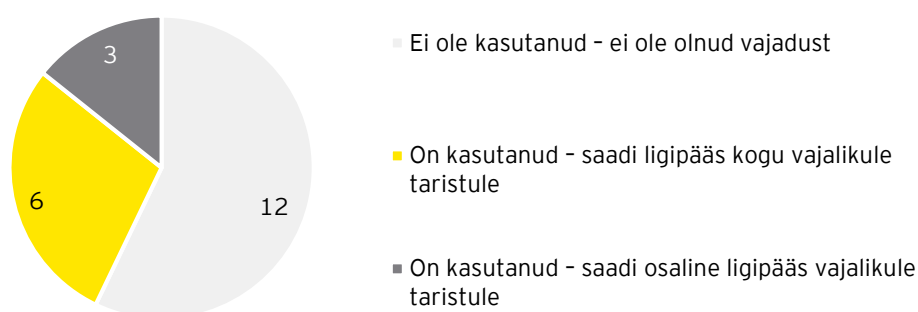 3
6
12
Ei ole kasutanud – ei ole olnud vajadust
On kasutanud – saadi ligipääs kogu vajalikule
taristule
On kasutanud – saadi osaline ligipääs vajalikule
taristule